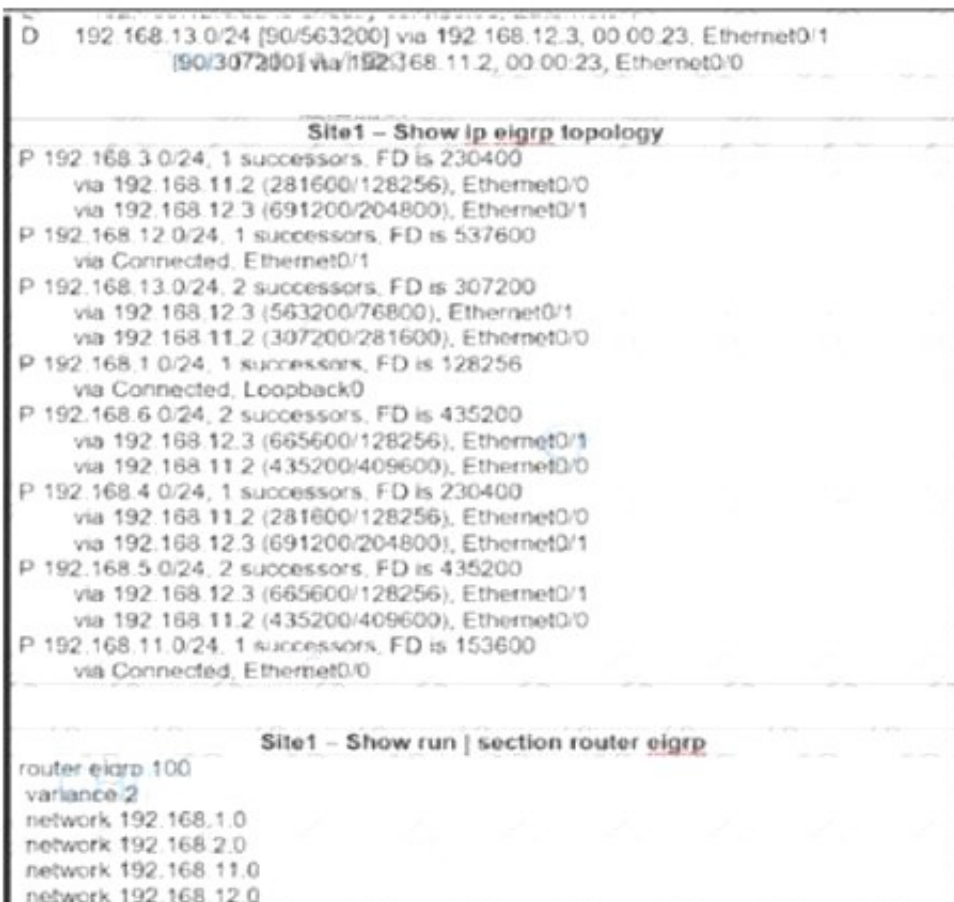 D 192.168.13.0/24 [90/563200] via 192.168.12.3, 00:00:23, Ethernet0/1
[90/307200] via 192.168.11.2, 00:00:23, Ethernet0/0
Site1 – Show ip eigrp topology
P 192.168.3.0/24, 1 successors, FD is 230400
via 192.168.11.2 (281600/128256), Ethernet0/0
via 192.168.12.3 (691200/204800), Ethernet0/1
P 192.168.12.0/24, 1 successors, FD is 537600
via Connected, Ethernet0/1
P 192.168.13.0/24, 2 successors, FD is 307200
via 192.168.12.3 (563200/76800), Ethernet0/1
via 192.168.11.2 (307200/281600), Ethernet0/0
P 192.168.1.0/24, 1 successors, FD is 128256
via Connected, Loopback0
P 192.168.6.0/24, 2 successors, FD is 435200
via 192.168.12.3 (665600/128256), Ethernet0/1
via 192.168.11.2 (435200/409600), Ethernet0/0
P 192.168.4.0/24, 1 successors, FD is 230400
via 192.168.11.2 (281600/128256), Ethernet0/0
via 192.168.12.3 (691200/204800), Ethernet0/1
P 192.168.5.0/24, 2 successors, FD is 435200
via 192.168.12.3 (665600/128256), Ethernet0/1
via 192.168.11.2 (435200/409600), Ethernet0/0
P 192.168.11.0/24, 1 successors, FD is 153600
via Connected, Ethernet0/0
Site1 – Show run | section router eigrp
router eigrp 100
variance 2
network 192.168.1.0
network 192.168.2.0
network 192.168.11.0
network 192.168.12.0